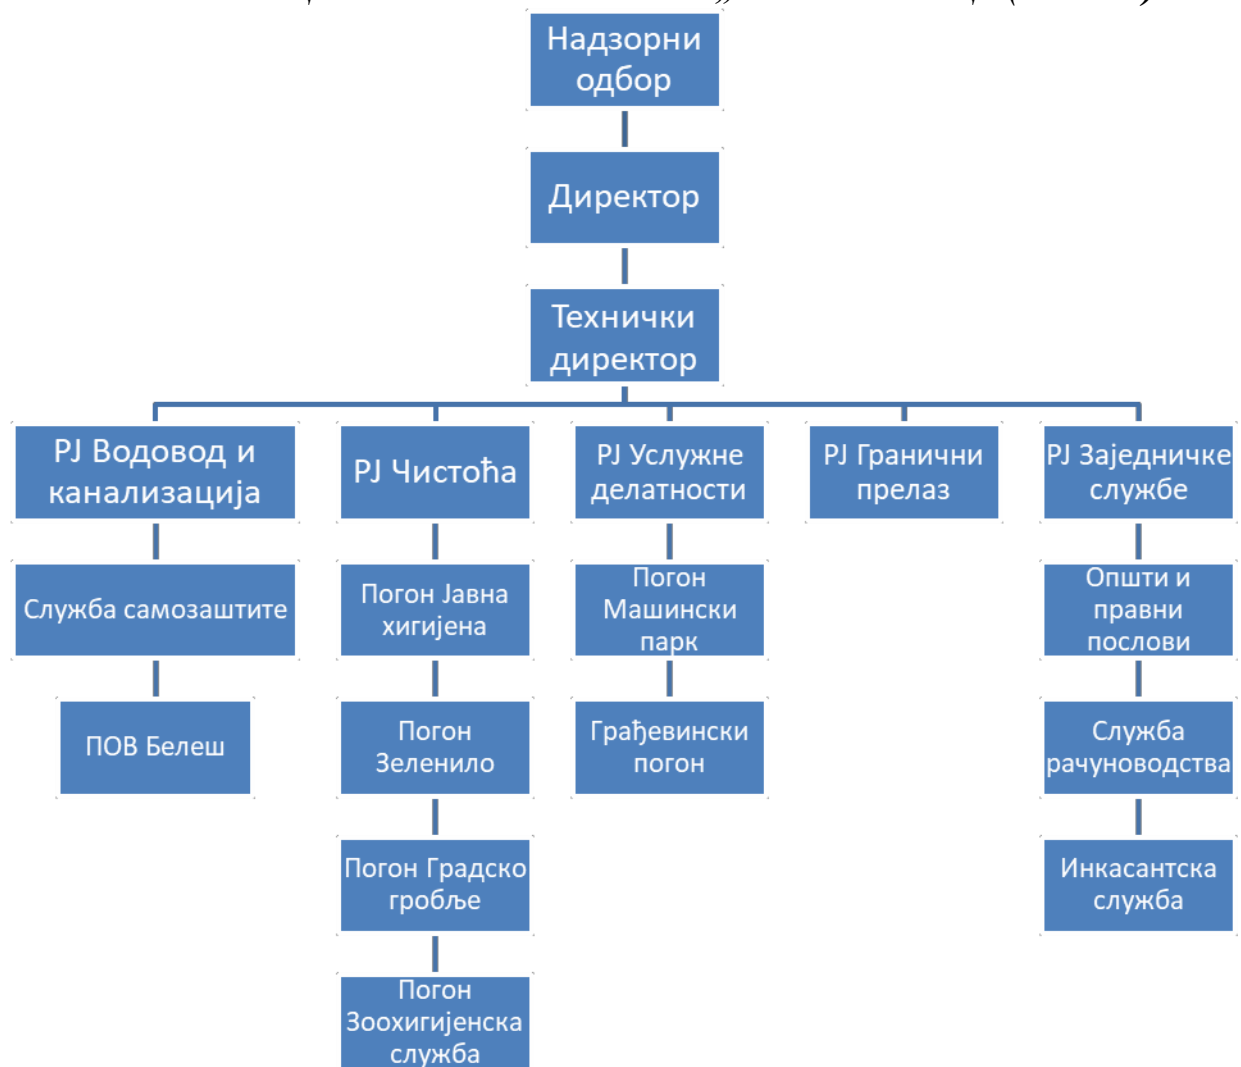 Надзорни
одбор
Директор
Технички
директор
РЈ Водовод и
канализација
РЈ Чистоћа
РЈ Услужне
делатности
РЈ Гранични
прелаз
РЈ Заједничке
службе
Служба самозаштите
Погон Јавна
хигијена
Погон
Машински
парк
Општи и
правни
послови
ПОВ Белеш
Погон
Зеленило
Грађевински
погон
Служба
рачуноводства
Погон Градско
гробље
Инкасантска
служба
Погон
Зоохигијенска
служба